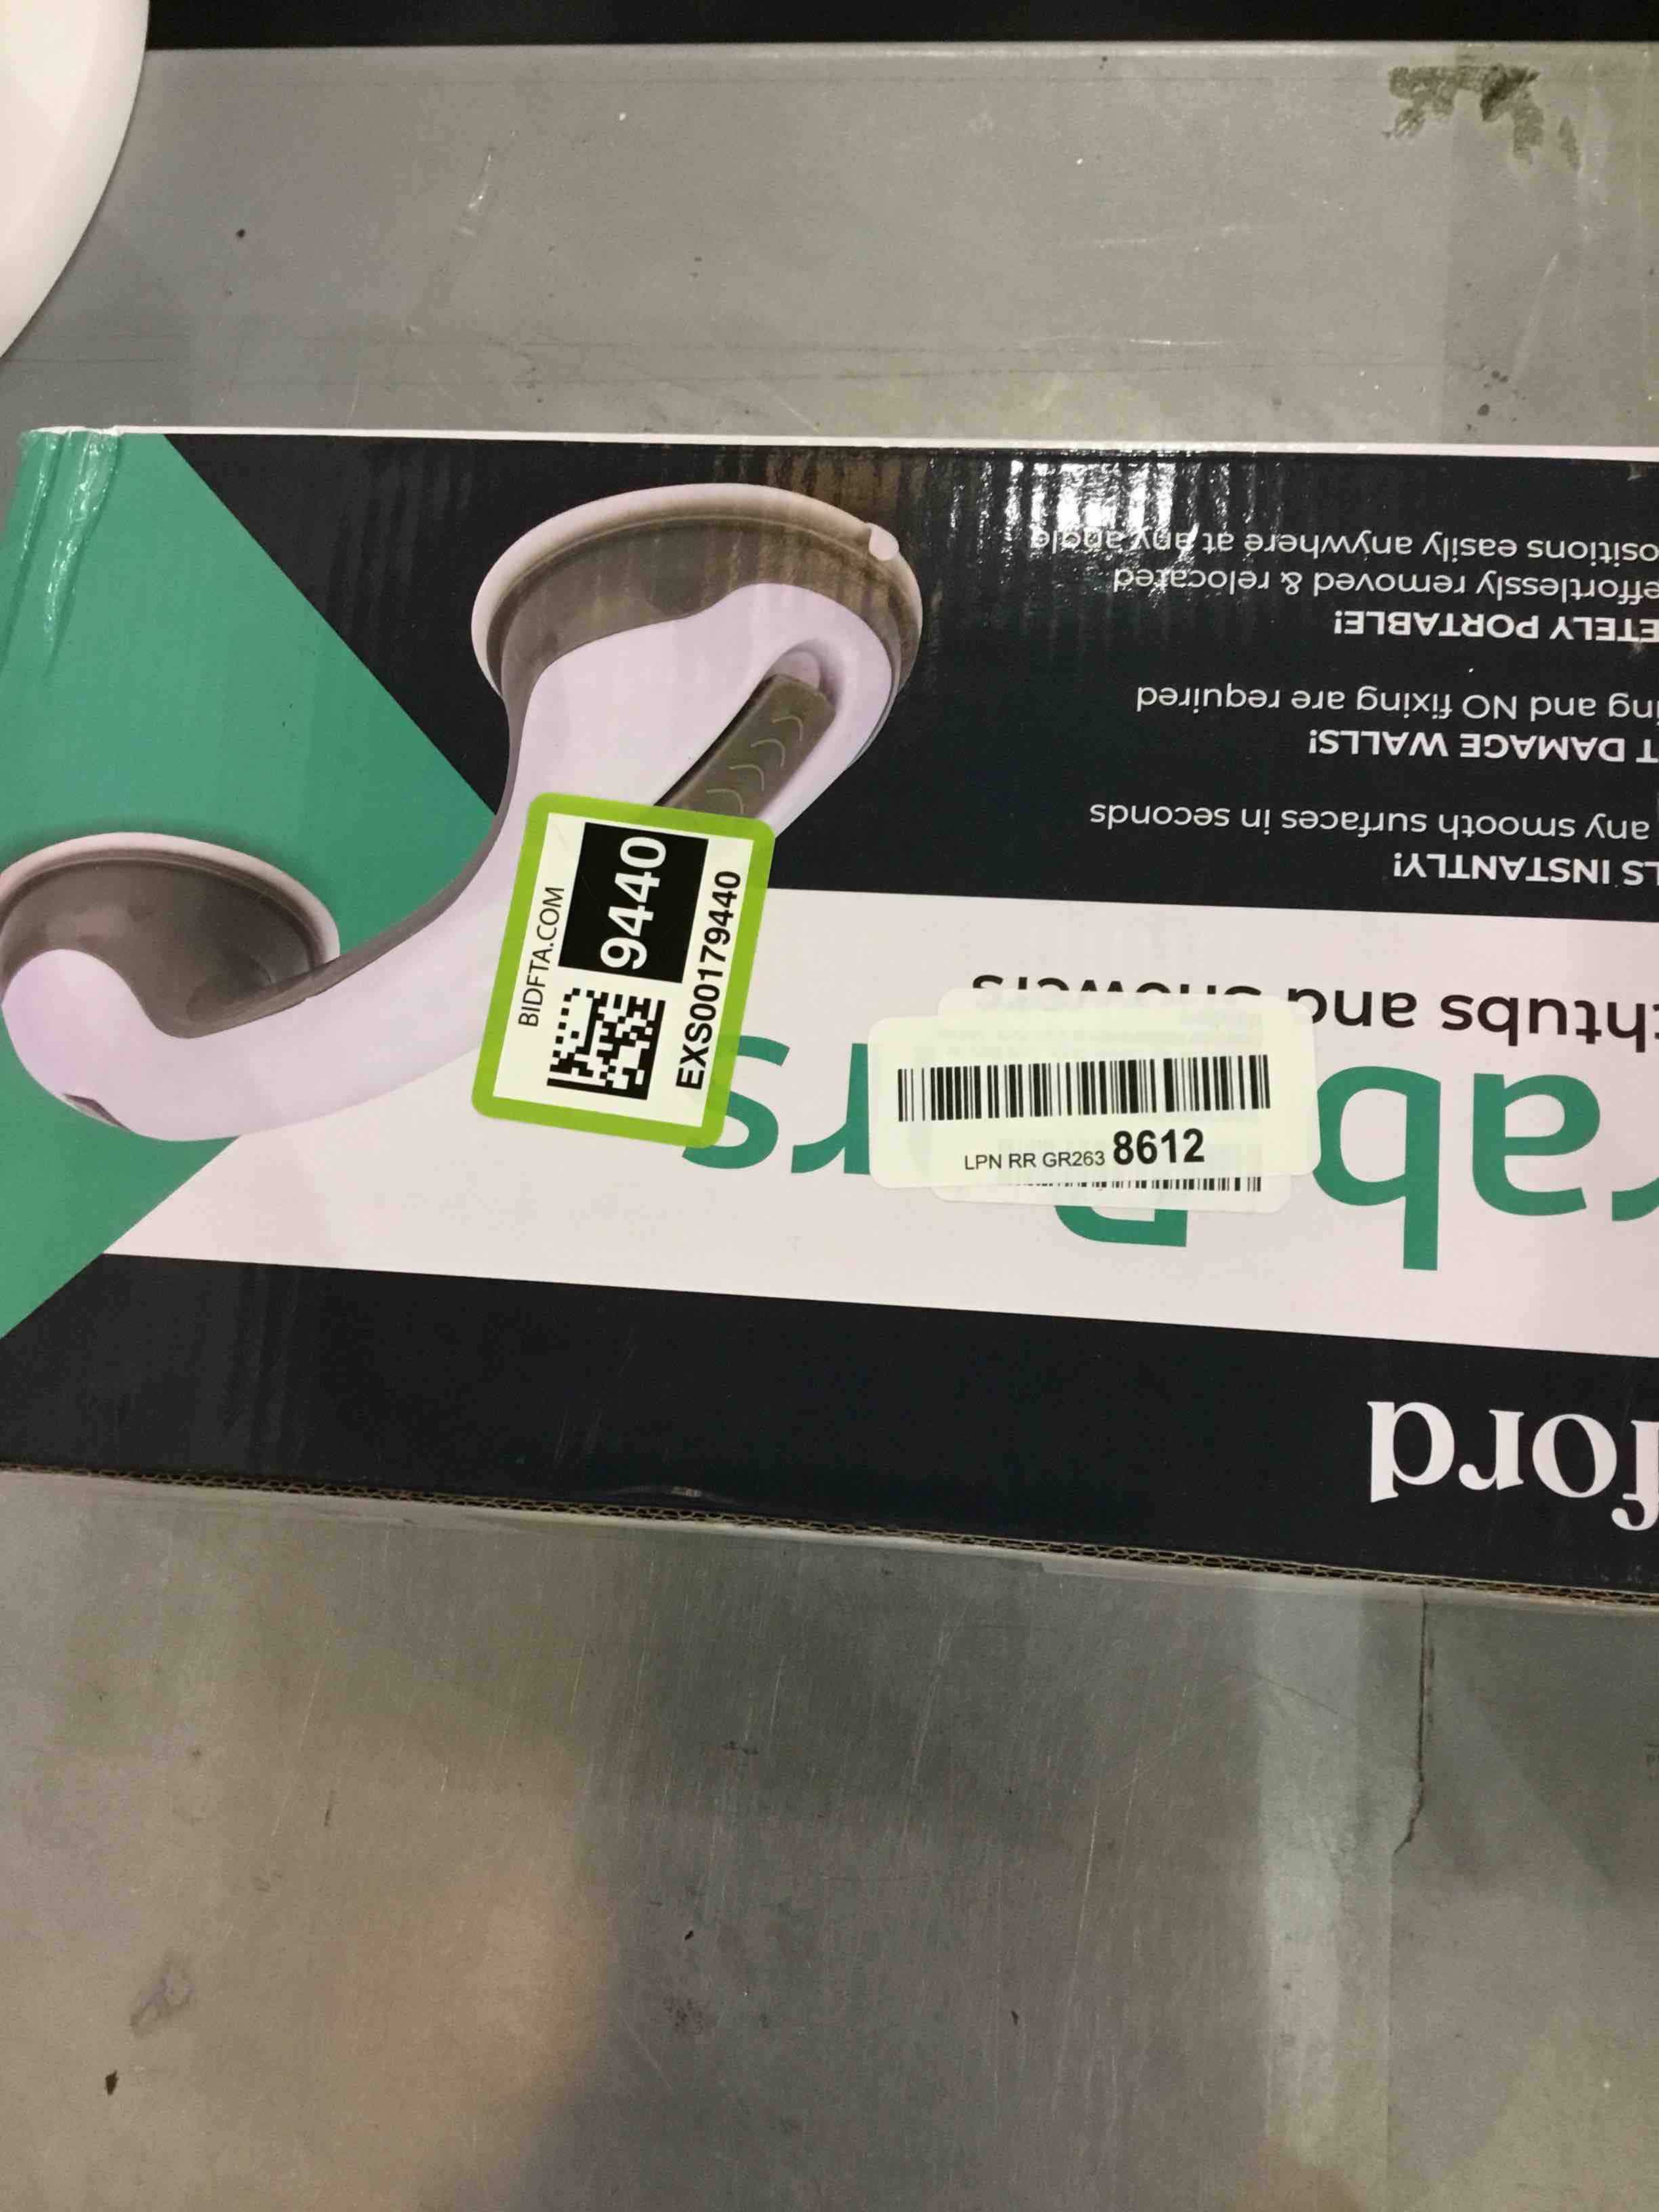 ford
rab
rs
htubs and showers
LS INSTANTLY!
any smooth surfaces in seconds
T DAMAGE WALLS!
ing and NO fixing are required
ETELY PORTABLE!
effortlessly removed & relocated
ositions easily anywhere at any angle
BIDFTA.COM
9440
EXS00179440
LPN RR GR263 8612